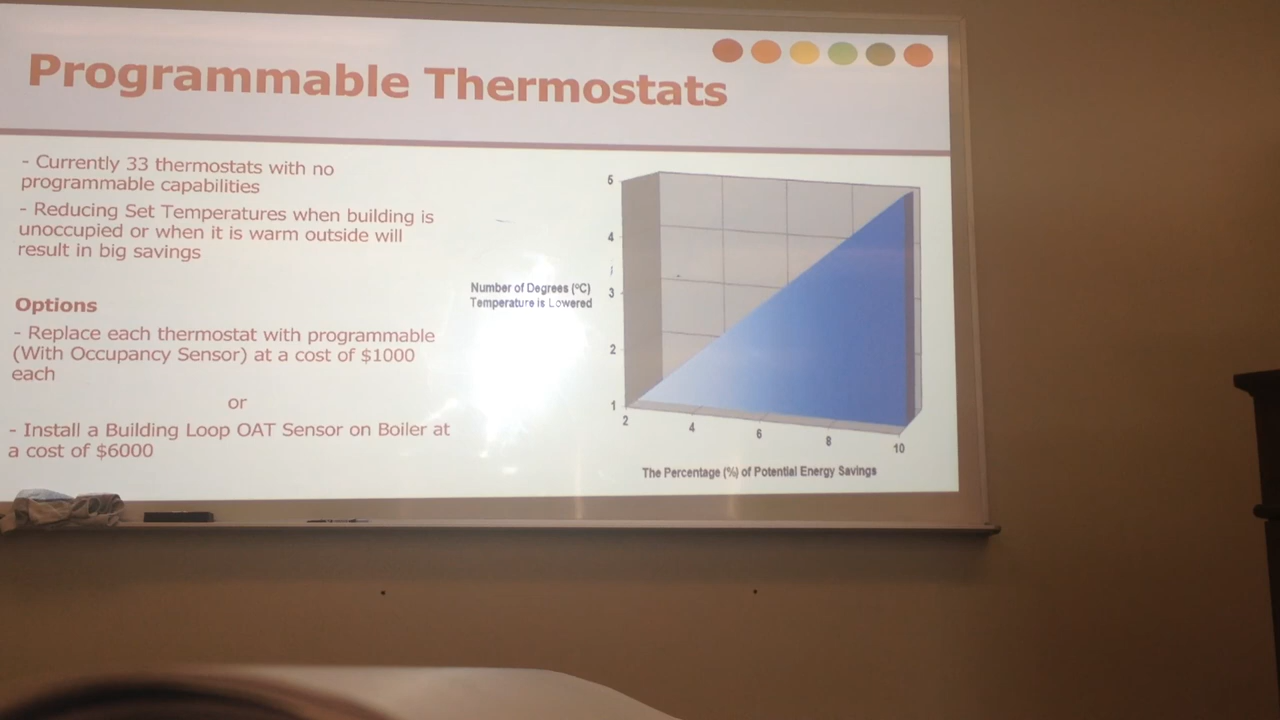 Programmable Thermostats
- Currently 33 thermostats with no
programmable capabilities
- Reducing Set Temperatures when building is
unoccupied or when it is warm outside will
result in big savings
Options
- Replace each thermostat with programmable
(With Occupancy Sensor) at a cost of $1000
each
or
- Install a Building Loop OAT Sensor on Boiler at
a cost of $6000
Number of Degrees (ºC)
Temperature is Lowered
5
4
3
2
1
2
4
6
8
10
The Percentage (%) of Potential Energy Savings